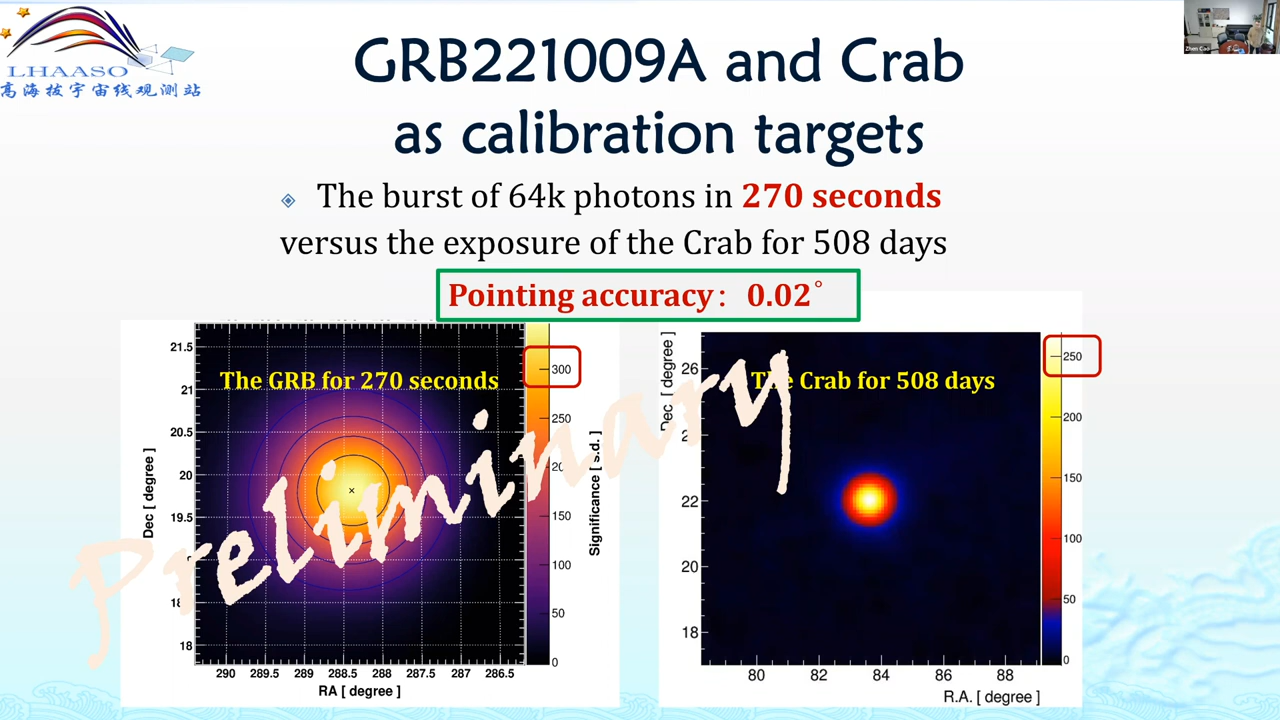 LHAASO
高海拔宇宙线观测站
Zhen Cao
GRB221009A and Crab
as calibration targets
The burst of 64k photons in 270 seconds
versus the exposure of the Crab for 508 days
Pointing accuracy: 0.02°
The GRB for 270 seconds
21.5
21
20.5
20
19.5
18
290 289.5 289 288.5 288 287.5 287 286.5
RA [ degree ]
Dec [ degree ]
300
250
150
100
50
0
Significance [ s.d. ]
The Crab for 508 days
26
22
20
18
80 82 84 86 88
R.A. [ degree ]
Dec [ degree ]
250
200
150
100
50
0
Preliminary